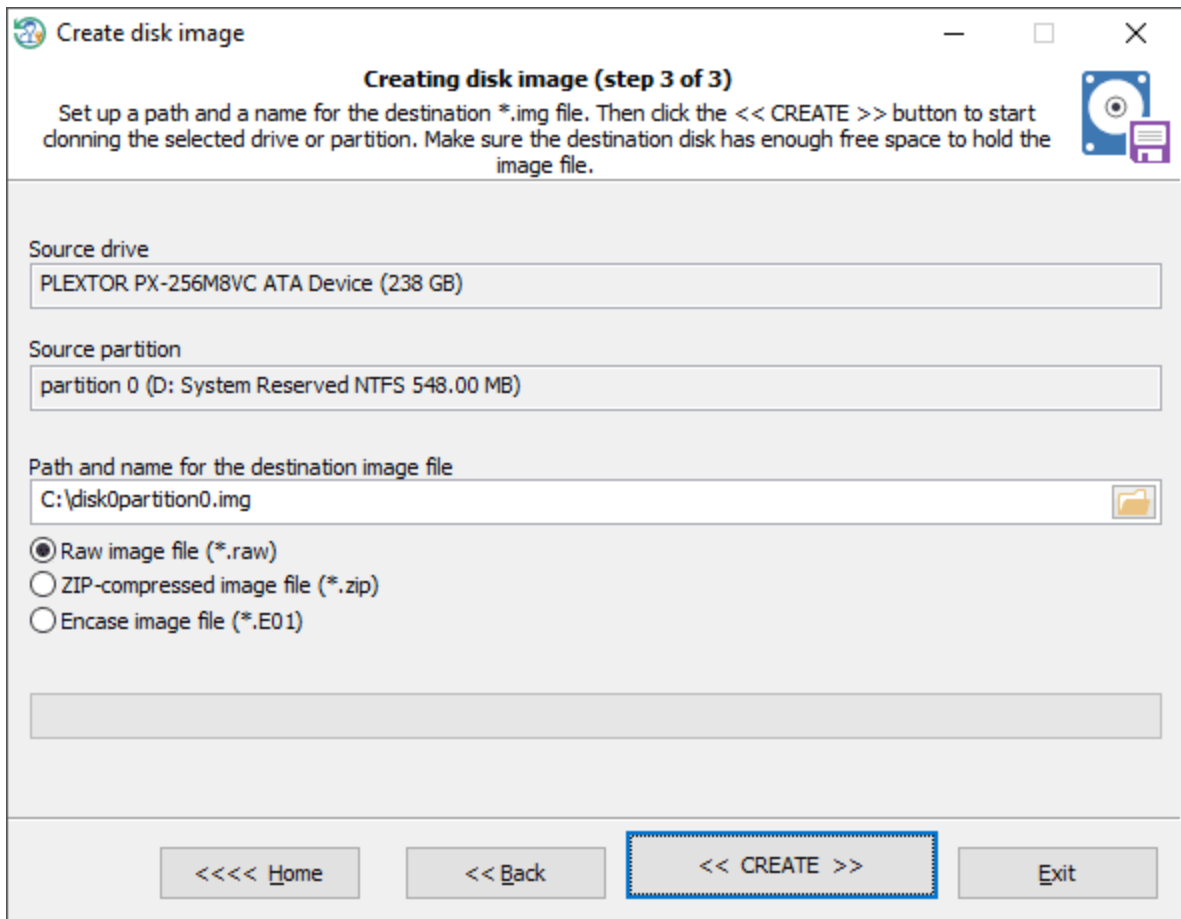 Create disk image
Creating disk image (step 3 of 3)
Set up a path and a name for the destination *.img file. Then click the << CREATE >> button to start
clonning the selected drive or partition. Make sure the destination disk has enough free space to hold the
image file.
Source drive
PLEXTOR PX-256M8VC ATA Device (238 GB)
Source partition
partition 0 (D: System Reserved NTFS 548.00 MB)
Path and name for the destination image file
C:\disk0partition0.img
Raw image file (*.raw)
ZIP-compressed image file (*.zip)
Encase image file (*.E01)
<<<< Home
<< Back
<< CREATE >>
Exit